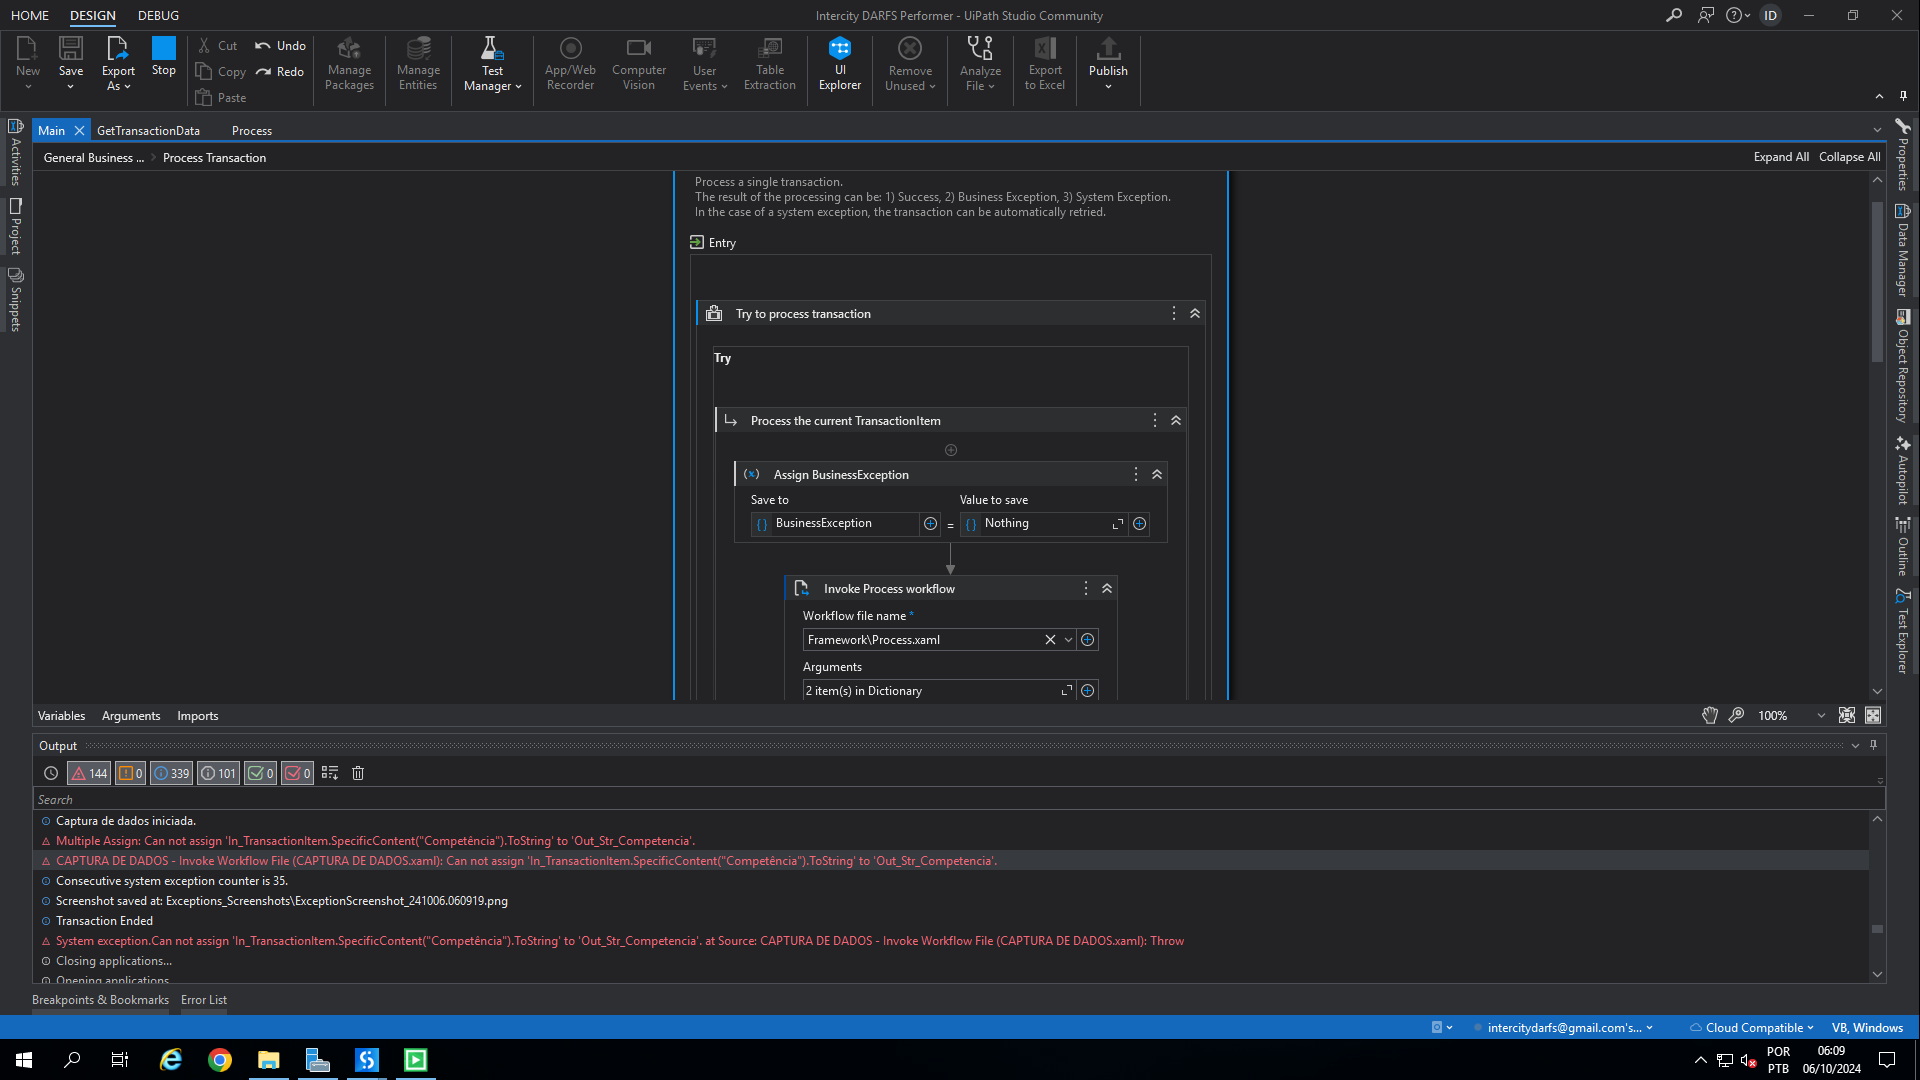 HOME DESIGN DEBUG
Intercity DARFS Performer - UiPath Studio Community
ID
New
Save
Export As
Stop
Cut
Copy
Paste
Undo
Redo
Manage Packages
Manage Entities
Test Manager
App/Web Recorder
Computer Vision
User Events
Table Extraction
UI Explorer
Remove Unused
Analyze File
Export to Excel
Publish
Main GetTransactionData Process
General Business ... Process Transaction
Expand All Collapse All
Activities
Project
Snippets
Process a single transaction.
The result of the processing can be: 1) Success, 2) Business Exception, 3) System Exception.
In the case of a system exception, the transaction can be automatically retried.
Entry
Try to process transaction
Try
Process the current TransactionItem
Assign BusinessException
Save to Value to save
BusinessException = Nothing
Invoke Process workflow
Workflow file name *
Framework\Process.xaml
Arguments
2 item(s) in Dictionary
Properties
Data Manager
Object Repository
Autopilot
Outline
Test Explorer
Variables Arguments Imports
100%
Output
144 0 339 101 0 0
Search
Captura de dados iniciada.
Multiple Assign: Can not assign 'In_TransactionItem.SpecificContent("Competência").ToString' to 'Out_Str_Competencia'.
CAPTURA DE DADOS - Invoke Workflow File (CAPTURA DE DADOS.xaml): Can not assign 'In_TransactionItem.SpecificContent("Competência").ToString' to 'Out_Str_Competencia'.
Consecutive system exception counter is 35.
Screenshot saved at: Exceptions_Screenshots\ExceptionScreenshot_241006.060919.png
Transaction Ended
System exception.Can not assign 'In_TransactionItem.SpecificContent("Competência").ToString' to 'Out_Str_Competencia'. at Source: CAPTURA DE DADOS - Invoke Workflow File (CAPTURA DE DADOS.xaml): Throw
Closing applications...
Opening applications
Breakpoints & Bookmarks Error List
intercitydarfs@gmail.com's...
Cloud Compatible
VB, Windows
POR
PTB
06:09
06/10/2024